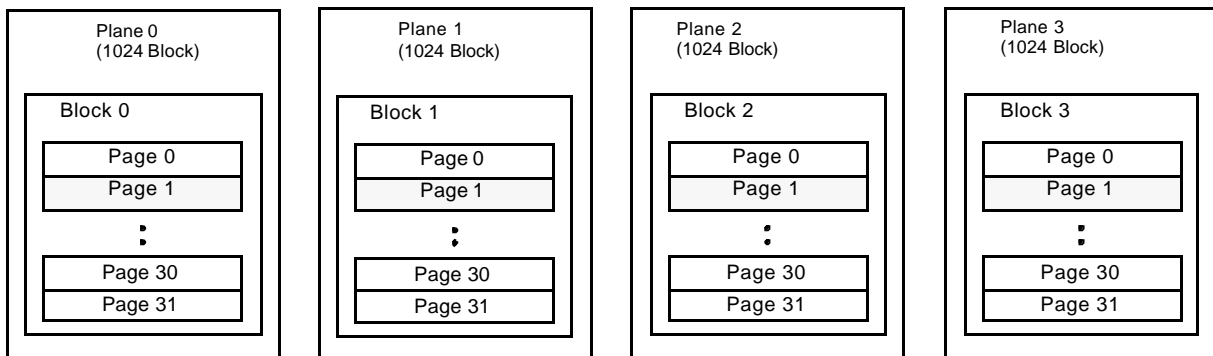 Plane 0
(1024 Block)
Block 0
Page 0
Page 1
Page 30
Page 31
Plane 1
(1024 Block)
Block 1
Page 0
Page 1
Page 30
Page 31
Plane 2
(1024 Block)
Block 2
Page 0
Page 1
Page 30
Page 31
Plane 3
(1024 Block)
Block 3
Page 0
Page 1
Page 30
Page 31